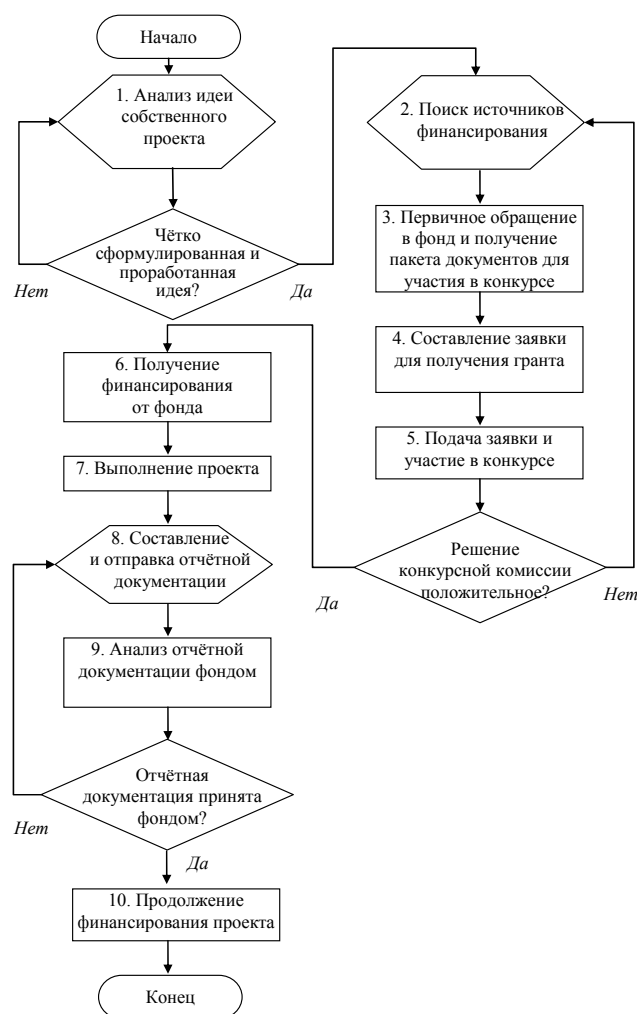 Начало
1. Анализ идеи
собственного
проекта
Чётко
сформулированная и
проработанная
идея?
Нет
Да
2. Поиск источников
финансирования
3. Первичное обращение
в фонд и получение
пакета документов для
участия в конкурсе
4. Составление заявки
для получения гранта
5. Подача заявки и
участие в конкурсе
Решение
конкурсной комиссии
положительное?
Да
Нет
6. Получение
финансирования
от фонда
7. Выполнение проекта
8. Составление
и отправка отчётной
документации
9. Анализ отчётной
документации фондом
Отчётная
документация принята
фондом?
Нет
Да
10. Продолжение
финансирования проекта
Конец